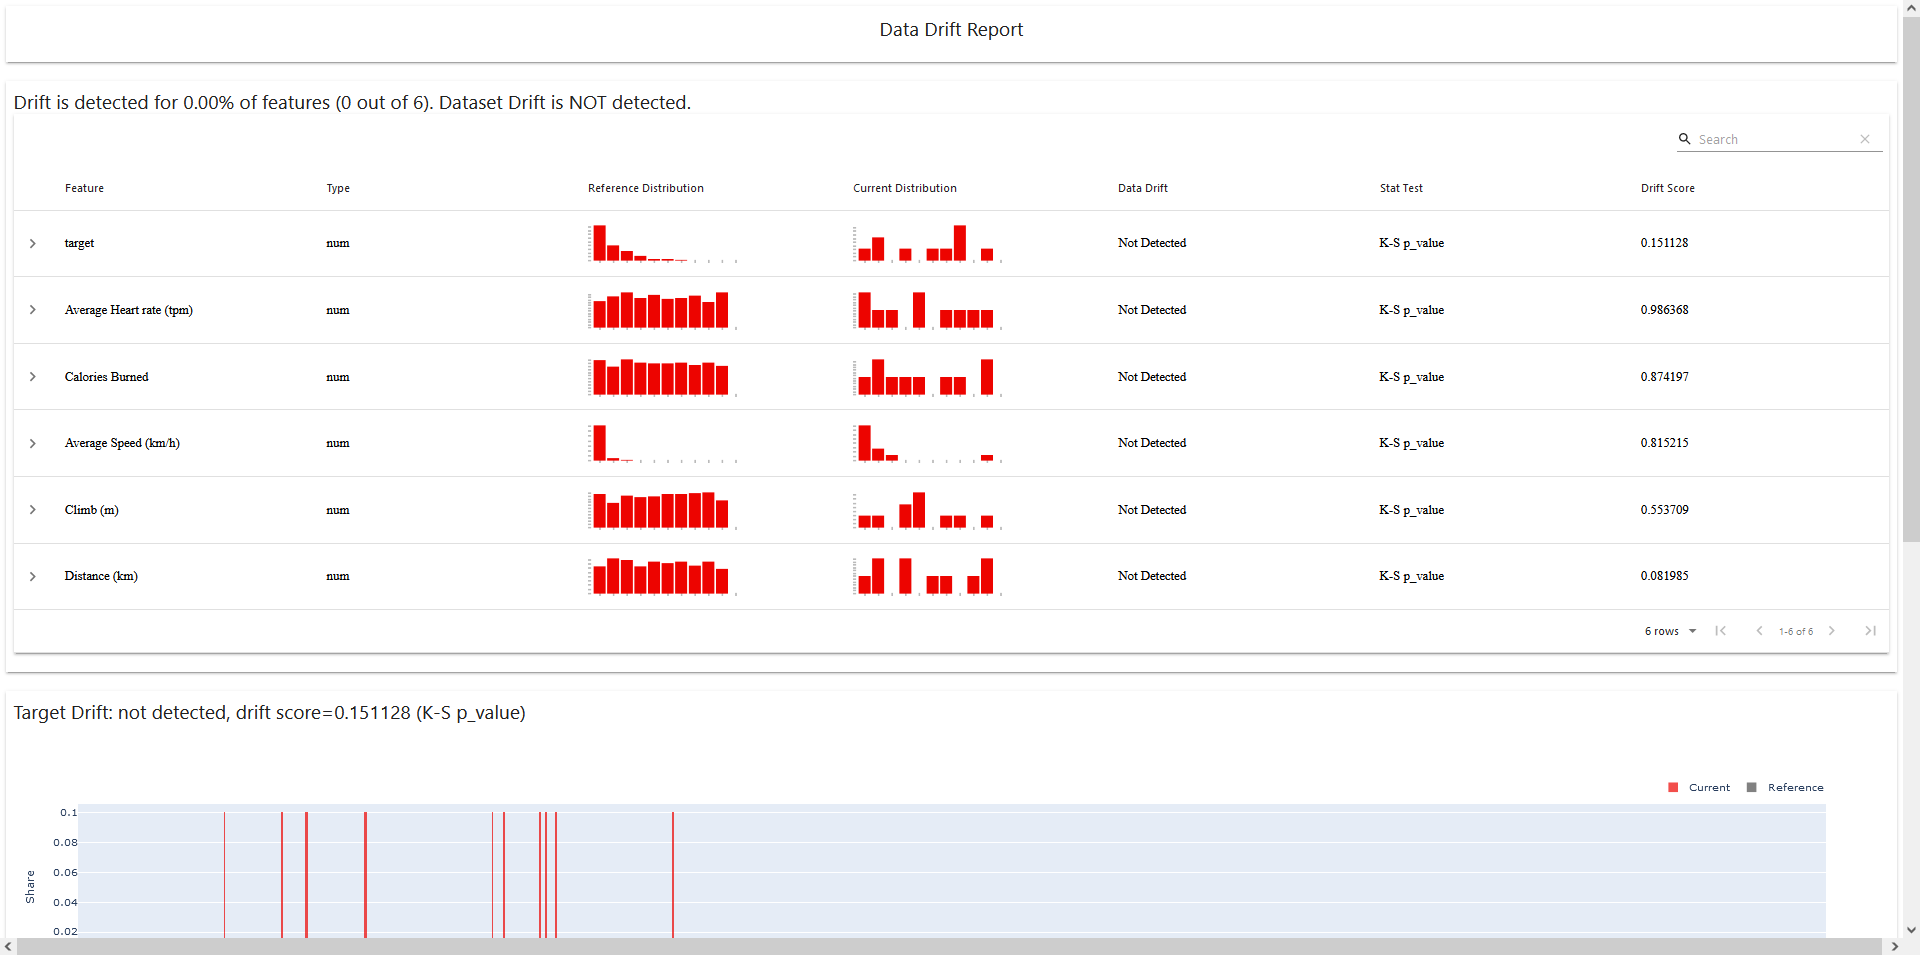 Data Drift Report
Drift is detected for 0.00% of features (0 out of 6). Dataset Drift is NOT detected.
Search
Feature Type Reference Distribution Current Distribution Data Drift Stat Test Drift Score
target num Not Detected K-S p_value 0.151128
Average Heart rate (tpm) num Not Detected K-S p_value 0.986368
Calories Burned num Not Detected K-S p_value 0.874197
Average Speed (km/h) num Not Detected K-S p_value 0.815215
Climb (m) num Not Detected K-S p_value 0.553709
Distance (km) num Not Detected K-S p_value 0.081985
6 rows 1-6 of 6
Target Drift: not detected, drift score=0.151128 (K-S p_value)
Current Reference
0.1
0.08
0.06
0.04
0.02
Share